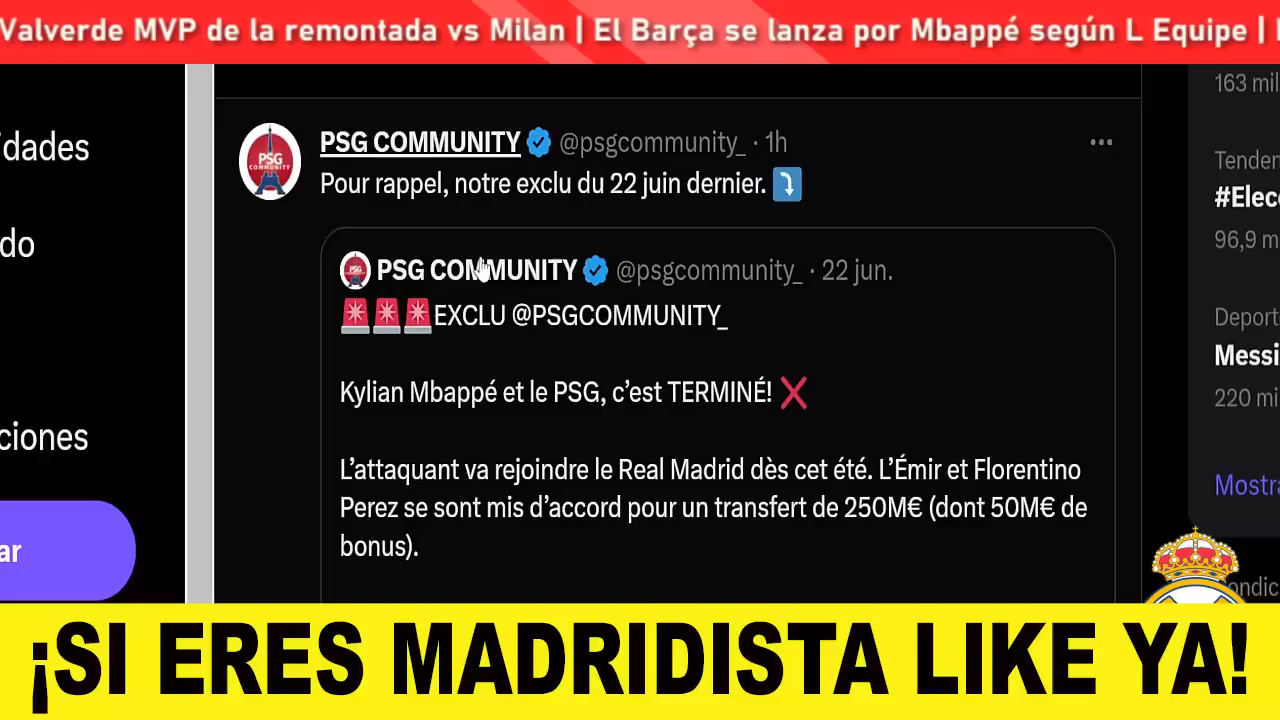 Valverde MVP de la remontada vs Milan | El Barça se lanza por Mbappé según L Equipe |
idades
do
ciones
ar
PSG COMMUNITY @psgcommunity_ · 1h
Pour rappel, notre exclu du 22 juin dernier.
PSG COMMUNITY @psgcommunity_ · 22 jun.
EXCLU @PSGCOMMUNITY_
Kylian Mbappé et le PSG, c’est TERMINÉ!
L’attaquant va rejoindre le Real Madrid dès cet été. L’Émir et Florentino
Perez se sont mis d’accord pour un transfert de 250M€ (dont 50M€ de
bonus).
163 mil
Tenden
#Elec
96,9 m
Deport
Messi
220 mi
Mostra
ondic
¡SI ERES MADRIDISTA LIKE YA!